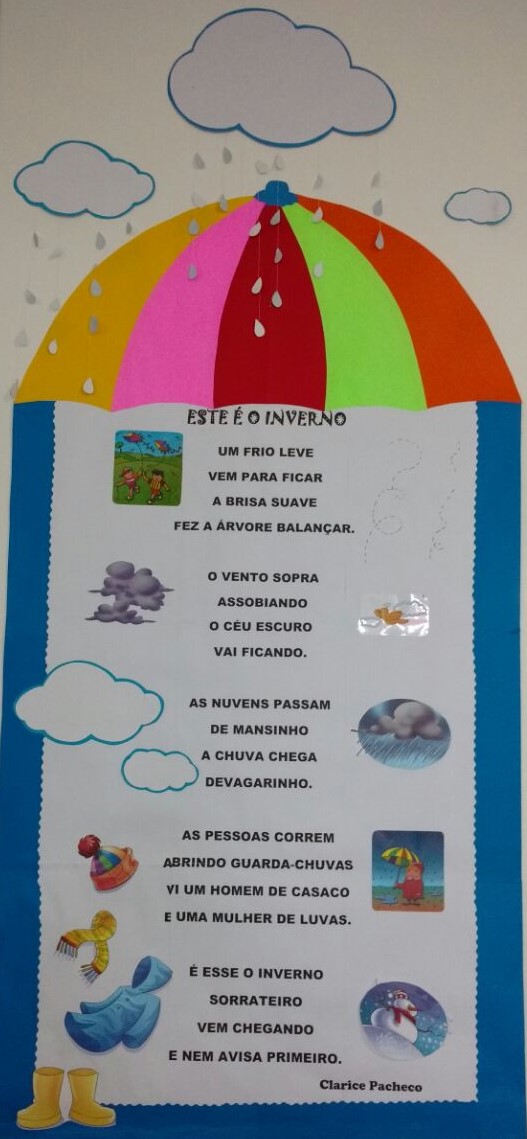 ESTE É O INVERNO
UM FRIO LEVE
VEM PARA FICAR
A BRISA SUAVE
FEZ A ÁRVORE BALANÇAR.
O VENTO SOPRA
ASSOBIANDO
O CÉU ESCURO
VAI FICANDO.
AS NUVENS PASSAM
DE MANSINHO
A CHUVA CHEGA
DEVAGARINHO.
AS PESSOAS CORREM
ABRINDO GUARDA-CHUVAS
VI UM HOMEM DE CASACO
E UMA MULHER DE LUVAS.
É ESSE O INVERNO
SORRATEIRO
VEM CHEGANDO
E NEM AVISA PRIMEIRO.
Clarice Pacheco